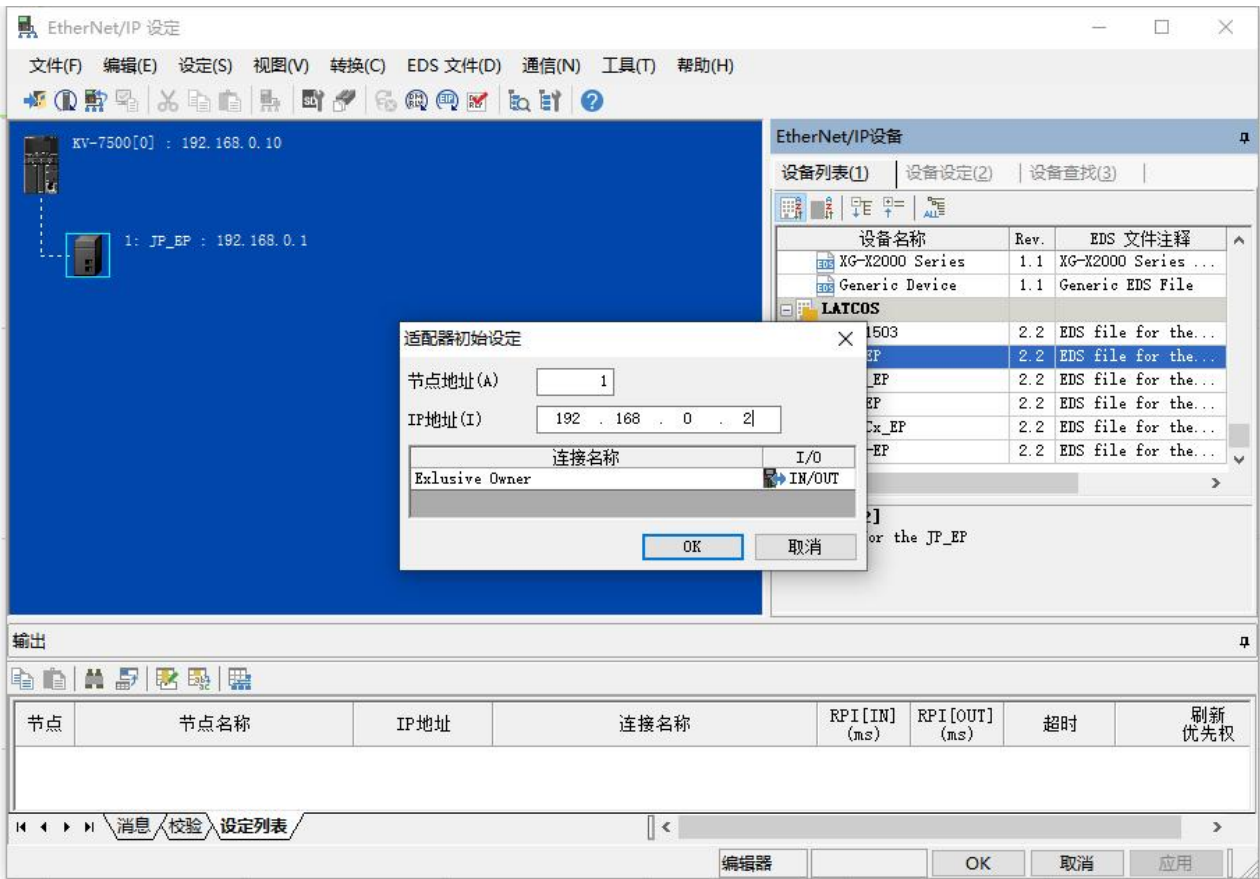 EtherNet/IP 设定
文件(F) 编辑(E) 设定(S) 视图(V) 转换(C) EDS 文件(D) 通信(N) 工具(T) 帮助(H)
KV-7500[0] : 192.168.0.10
1: JP_EP : 192.168.0.1
EtherNet/IP设备
设备列表(1) 设备设定(2) 设备查找(3)
设备名称 Rev. EDS 文件注释
EDS XG-X2000 Series 1.1 XG-X2000 Series ...
EDS Generic Device 1.1 Generic EDS File
LATCOS
1503 2.2 EDS file for the...
EP 2.2 EDS file for the...
_EP 2.2 EDS file for the...
EP 2.2 EDS file for the...
Cx_EP 2.2 EDS file for the...
-EP 2.2 EDS file for the...
or the JP_EP
适配器初始设定
节点地址(A) 1
IP地址(I) 192 . 168 . 0 . 2
连接名称 I/O
Exlusive Owner IN/OUT
OK 取消
输出
节点 节点名称 IP地址 连接名称 RPI[IN] (ms) RPI[OUT] (ms) 超时 刷新 优先权
消息 校验 设定列表
编辑器 OK 取消 应用